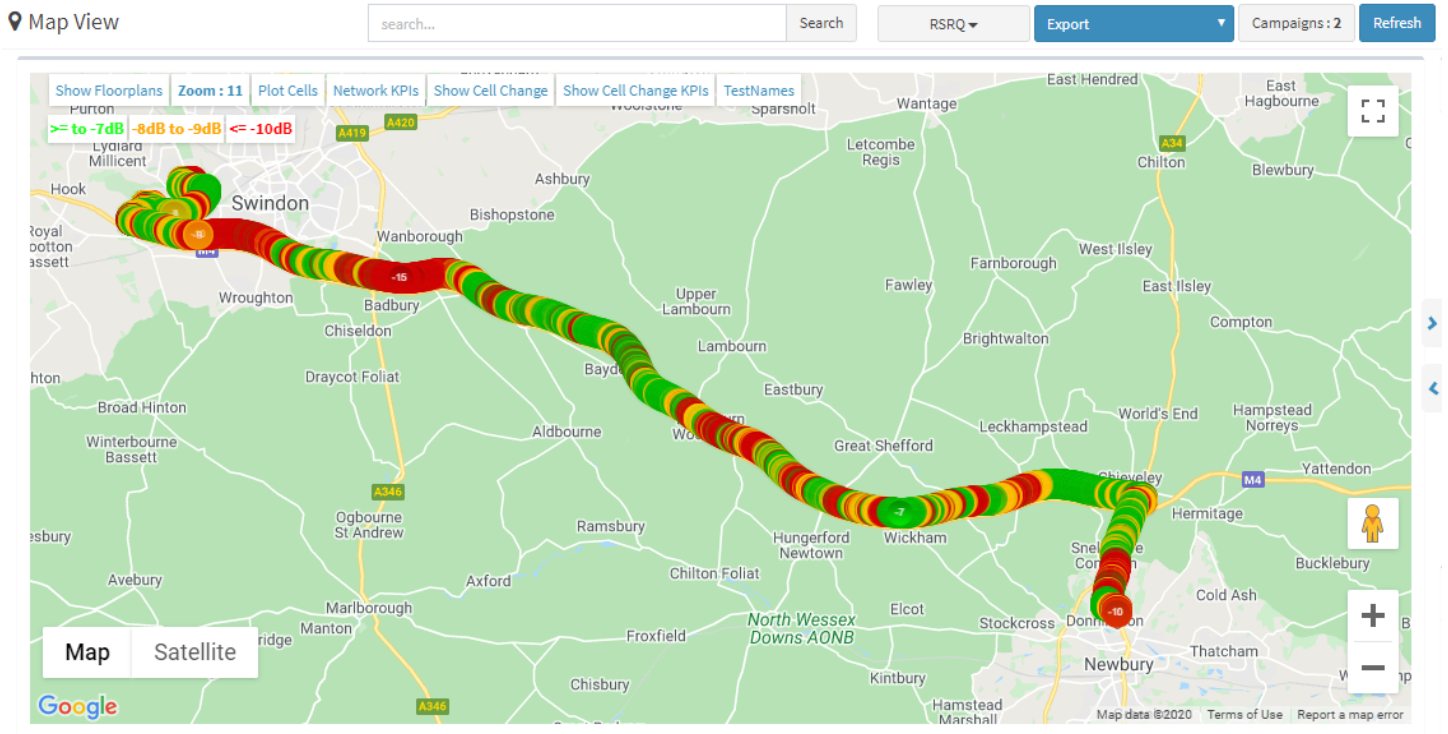 Map View
search...
Search
RSRQ
Export
Campaigns : 2
Refresh
Show Floorplans
Zoom : 11
Plot Cells
Network KPIs
Show Cell Change
Show Cell Change KPIs
TestNames
>= to -7dB
-8dB to -9dB
<= -10dB
East Hendred
East
Hagbourne
Purton
Woolstone
Sparsholt
Wantage
A419
A420
A34
Lydiard
Millicent
Letcombe
Regis
Chilton
Blewbury
Hook
Ashbury
Swindon
Bishopstone
Wanborough
West Ilsley
Farnborough
East Ilsley
Fawley
M4
-15
Wroughton
Badbury
Upper
Lambourn
Compton
Chiseldon
Lambourn
Brightwalton
hton
Draycot Foliat
Eastbury
Broad Hinton
World's End
Hampstead
Norreys
Leckhampstead
Aldbourne
Winterbourne
Bassett
Great Shefford
Yattendon
Chieveley
M4
A346
-7
Ogbourne
St Andrew
Ramsbury
Hungerford
Newtown
Wickham
Hermitage
esbury
Bucklebury
Chilton Foliat
Avebury
Axford
Cold Ash
Marlborough
Elcot
-10
Stockcross
North Wessex
Downs AONB
Manton
ridge
Froxfield
Thatcham
Newbury
Map
Satellite
Kintbury
Chisbury
A346
Hamstead
Marshall
Google
Map data ©2020
Terms of Use
Report a map error